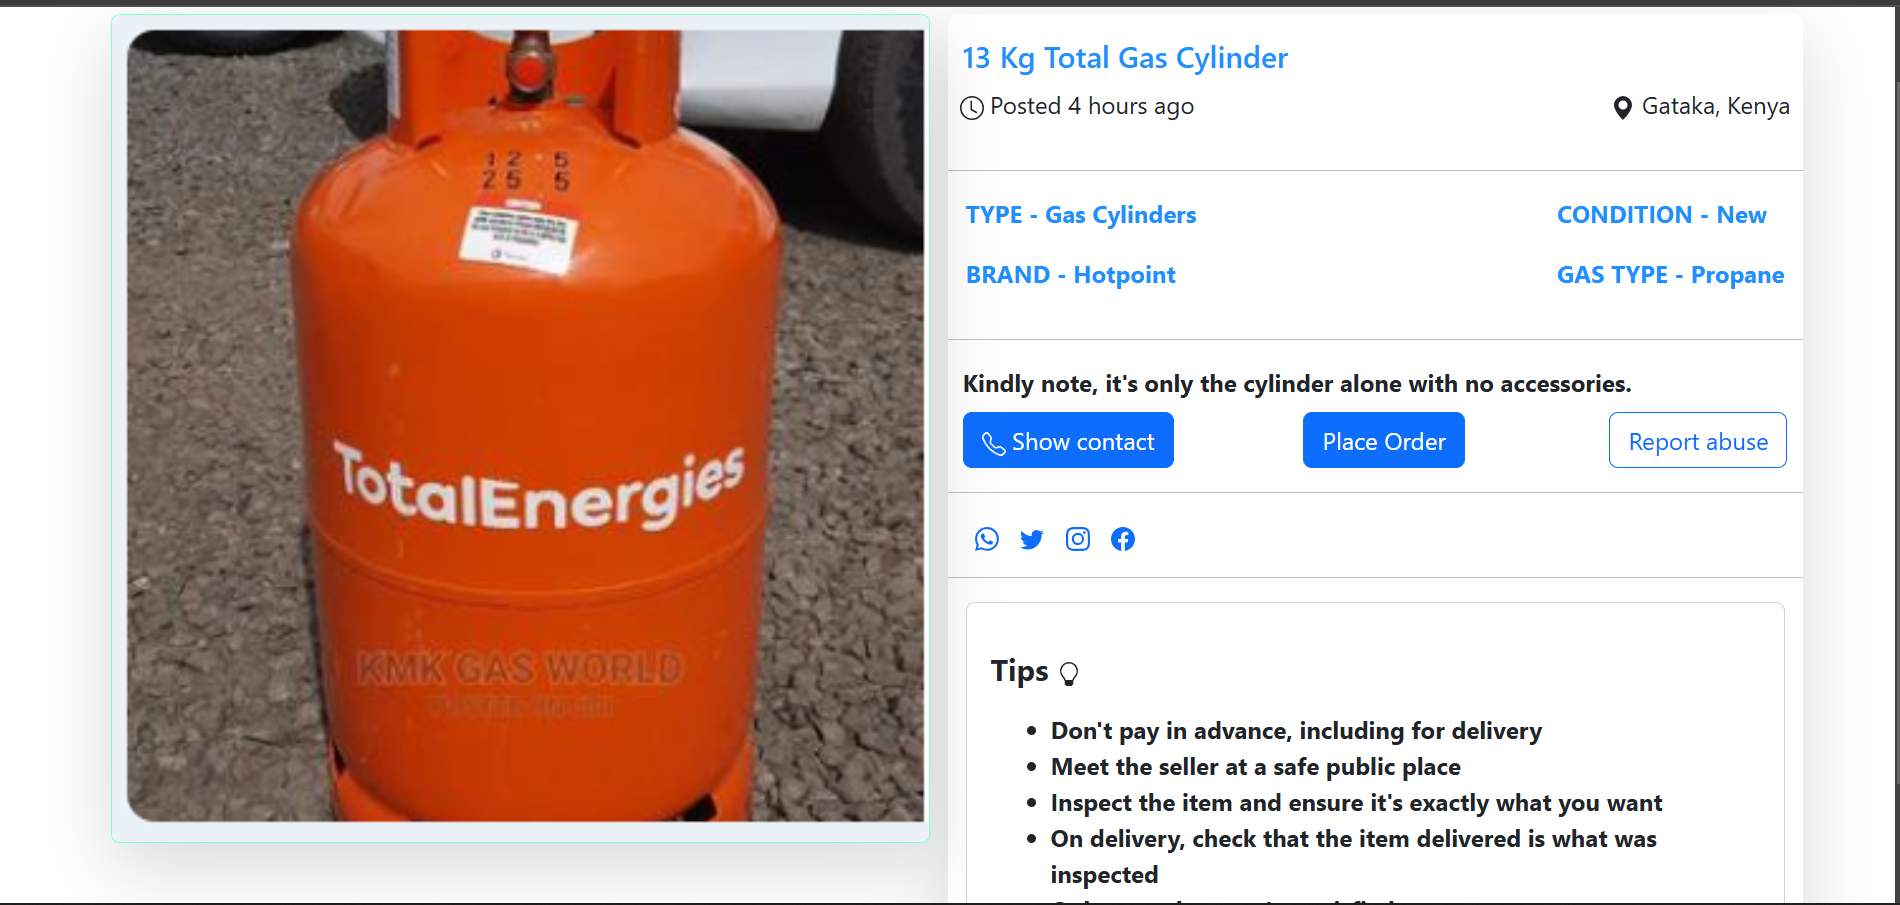 1 2 5
2 5 5
TotalEnergies
KMK GAS WORLD
13 Kg Total Gas Cylinder
Posted 4 hours ago
Gataka, Kenya
TYPE - Gas Cylinders
CONDITION - New
BRAND - Hotpoint
GAS TYPE - Propane
Kindly note, it's only the cylinder alone with no accessories.
Show contact
Place Order
Report abuse
Tips
Don't pay in advance, including for delivery
Meet the seller at a safe public place
Inspect the item and ensure it's exactly what you want
On delivery, check that the item delivered is what was
inspected